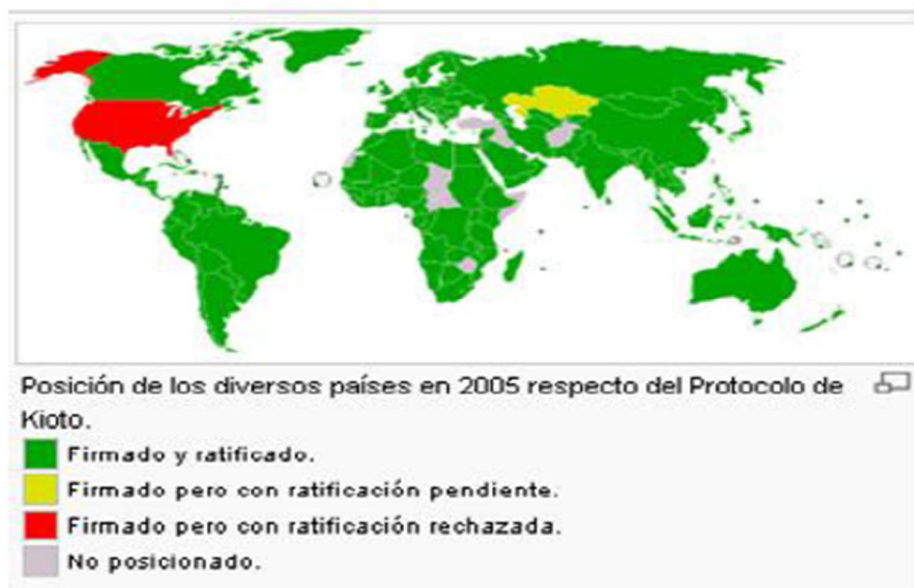 Posición de los diversos países en 2005 respecto del Protocolo de
Kioto.
Firmado y ratificado.
Firmado pero con ratificación pendiente.
Firmado pero con ratificación rechazada.
No posicionado.